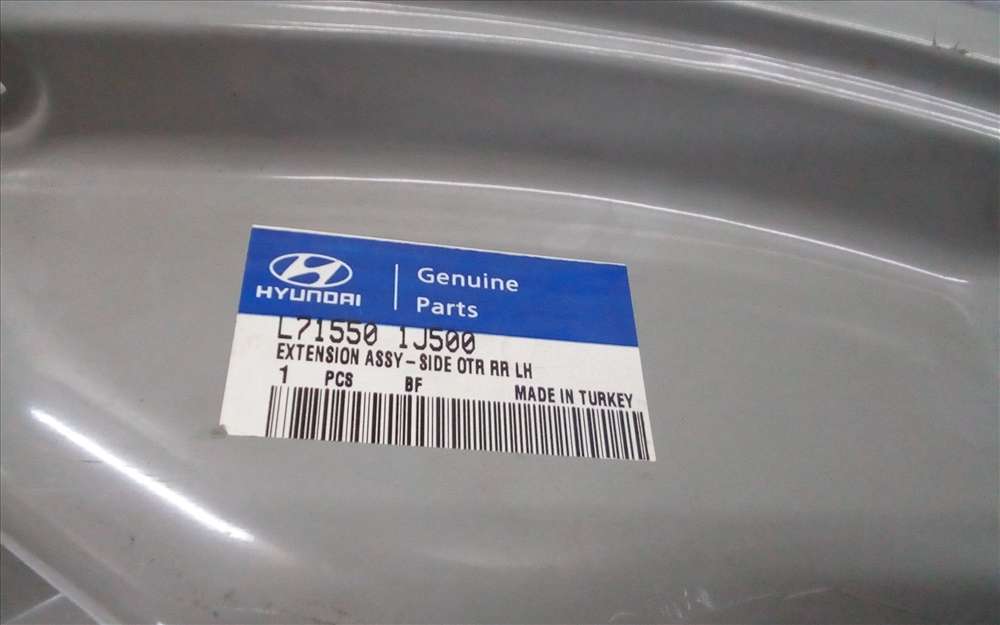 HYUNDAI
Genuine
Parts
L71550 1J500
EXTENSION ASSY-SIDE OTR RR LH
1 PCS BF MADE IN TURKEY